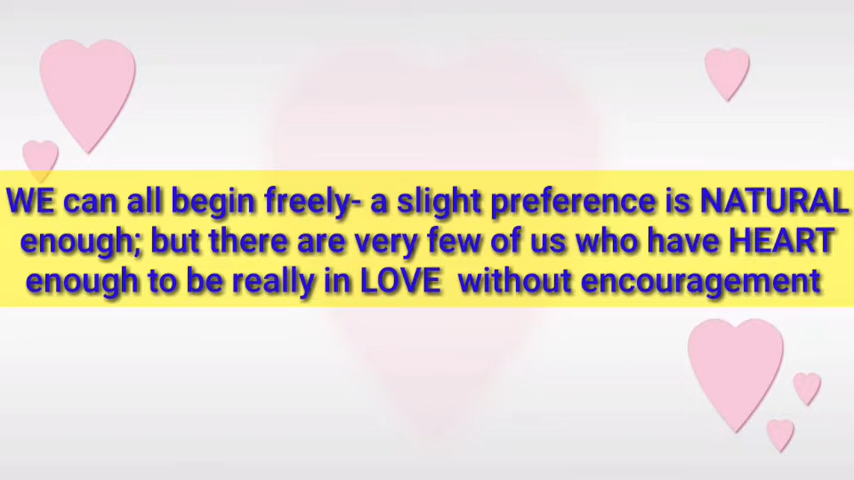 WE can all begin freely- a slight preference is NATURAL
enough; but there are very few of us who have HEART
enough to be really in LOVE without encouragement